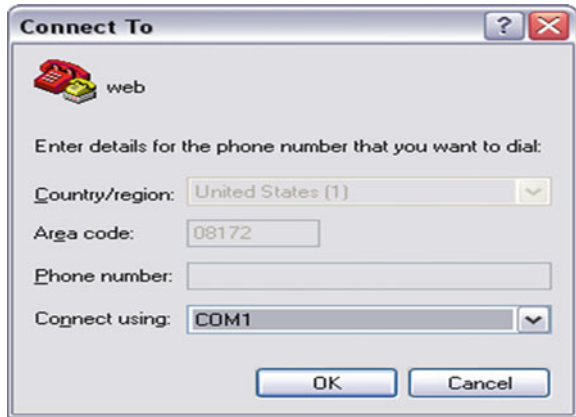 Connect To
web
Enter details for the phone number that you want to dial:
Country/region: United States (1)
Area code: 08172
Phone number:
Connect using: COM1
OK Cancel